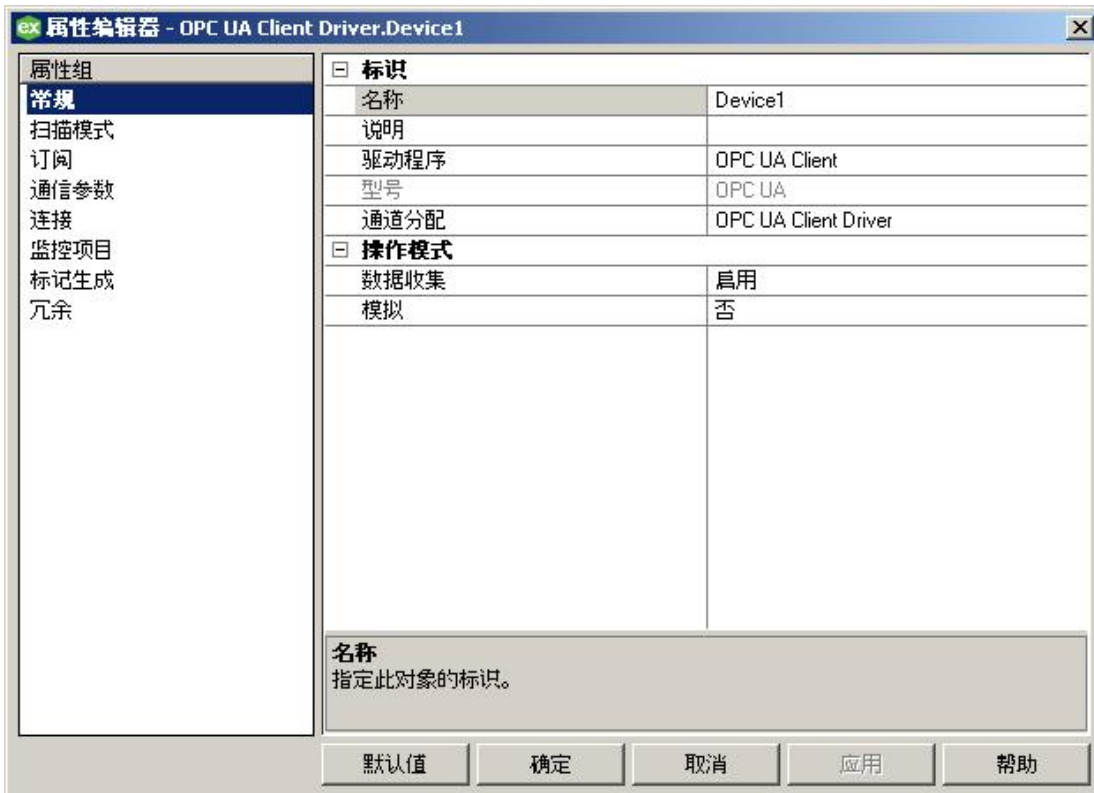 ex 属性编辑器 - OPC UA Client Driver.Device1
属性组
常规
扫描模式
订阅
通信参数
连接
监控项目
标记生成
冗余
标识
名称 Device1
说明
驱动程序 OPC UA Client
型号 OPC UA
通道分配 OPC UA Client Driver
操作模式
数据收集 启用
模拟 否
名称
指定此对象的标识。
默认值 确定 取消 应用 帮助